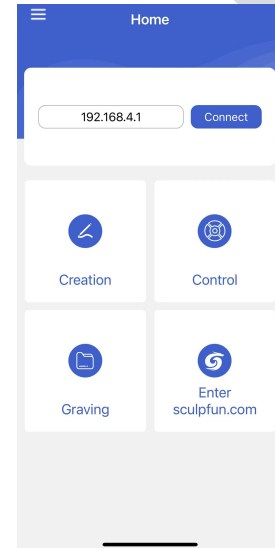 Home
192.168.4.1
Connect
Creation
Control
Graving
Enter
sculpfun.com